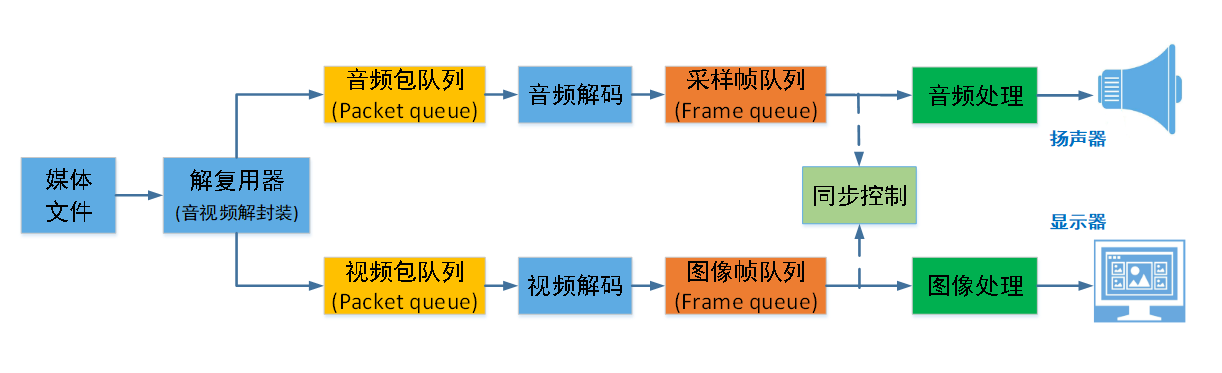 音频包队列
(Packet queue)
音频解码
采样帧队列
(Frame queue)
音频处理
扬声器
媒体
文件
解复用器
(音视频解封装)
同步控制
显示器
视频包队列
(Packet queue)
视频解码
图像帧队列
(Frame queue)
图像处理